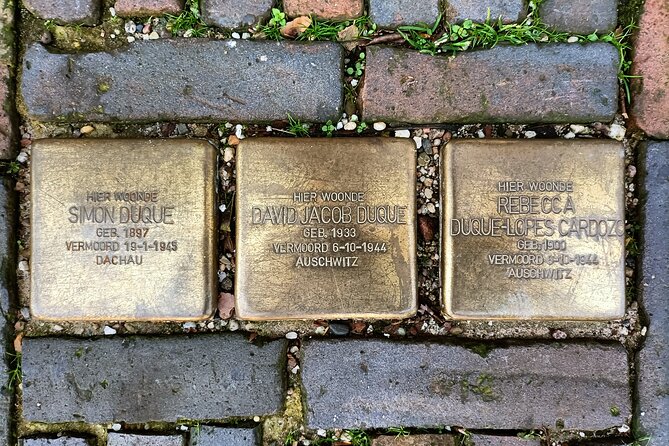 HIER WOONDE
SIMON DUQUE
GEB. 1897
VERMOORD 19-1-1945
DACHAU
HIER WOONDE
DAVID JACOB DUQUE
GEB. 1933
VERMOORD 6-10-1944
AUSCHWITZ
HIER WOONDE
REBECCA
DUQUE-LOPES CARDOZO
GEB. 1900
VERMOORD 6-10-1944
AUSCHWITZ